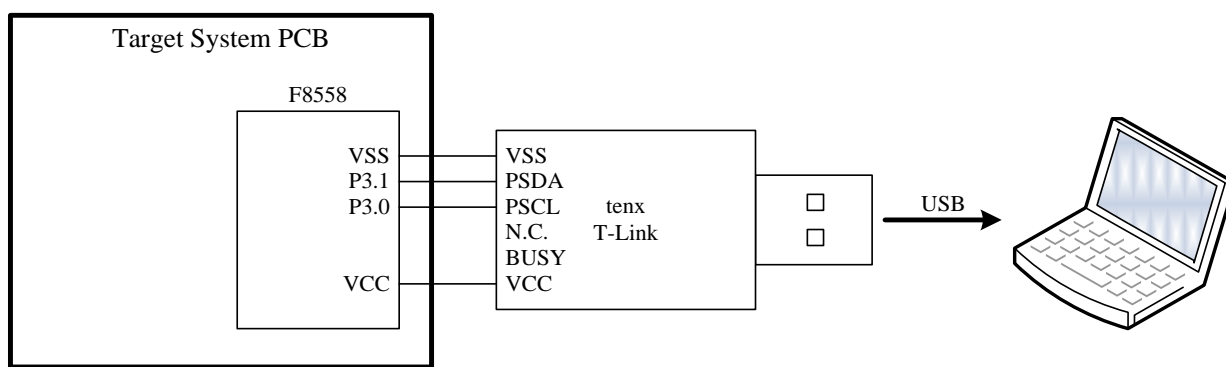 Target System PCB
F8558
VSS
P3.1
P3.0
VCC
VSS
PSDA
PSCL
N.C.
BUSY
VCC
tenx
T-Link
USB